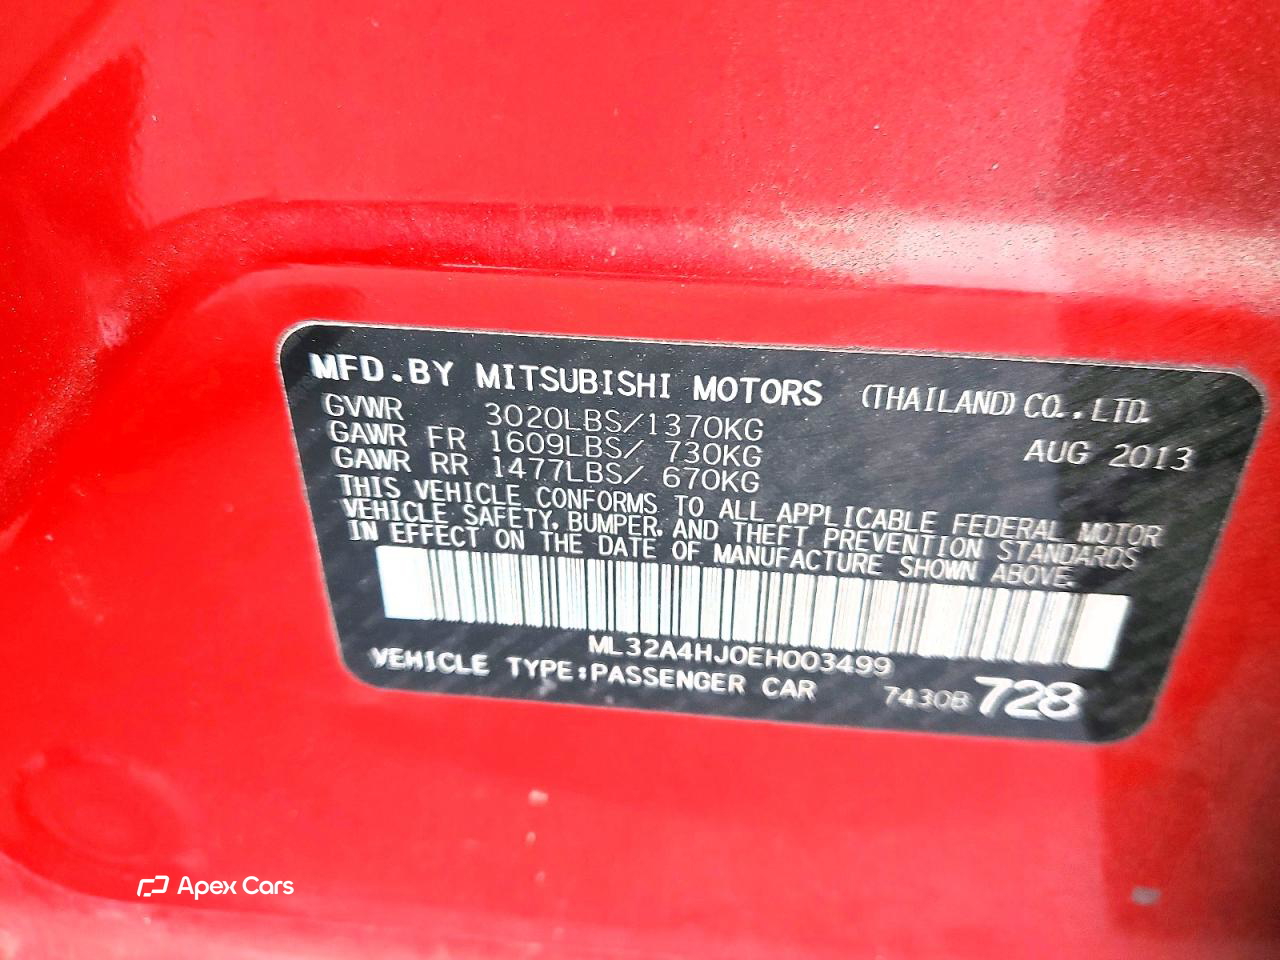 MFD.BY MITSUBISHI MOTORS (THAILAND) CO.,LTD.
GVWR 3020LBS/1370KG AUG 2013
GAWR FR 1609LBS/ 730KG
GAWR RR 1477LBS/ 670KG
THIS VEHICLE CONFORMS TO ALL APPLICABLE FEDERAL MOTOR
VEHICLE SAFETY, BUMPER, AND THEFT PREVENTION STANDARDS
IN EFFECT ON THE DATE OF MANUFACTURE SHOWN ABOVE.
ML32A4HJ0EH003499
VEHICLE TYPE:PASSENGER CAR 7430B 728
Apex Cars